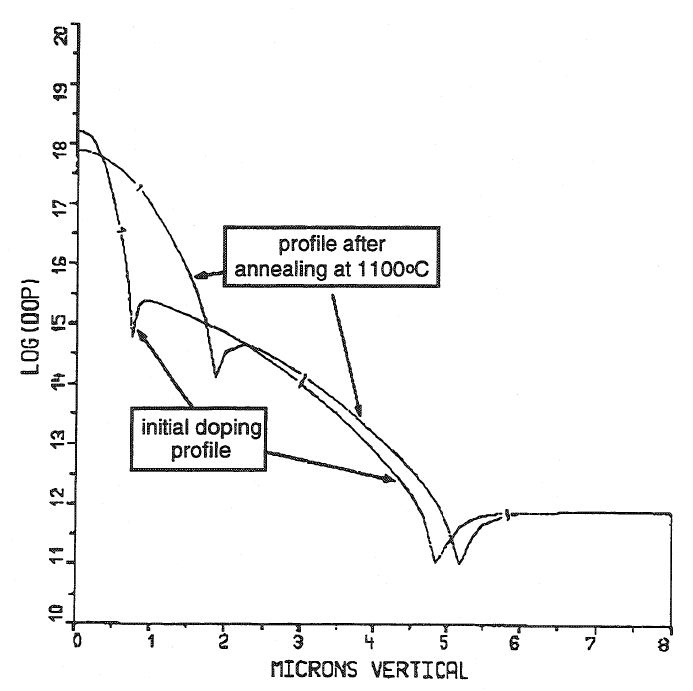 20
19
18
17
16
15
14
13
12
11
10
LOG(DOP)
profile after
annealing at 1100oC
initial doping
profile
0 1 2 3 4 5 6 7 8
MICRONS VERTICAL